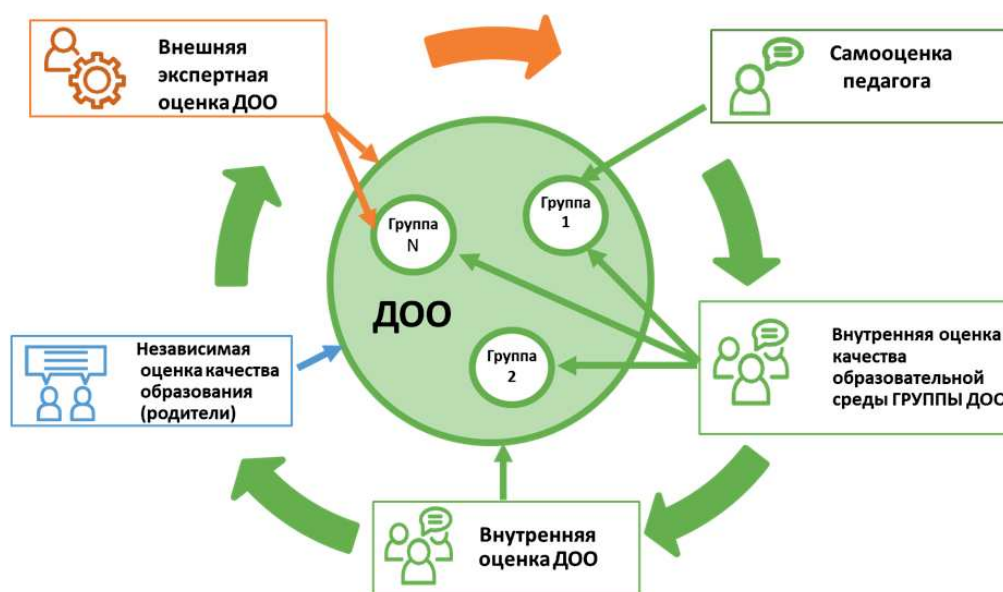 Внешняя
экспертная
оценка ДОО
Самооценка
педагога
Группа
N
Группа
1
ДОО
Группа
2
Независимая
оценка качества
образования
(родители)
Внутренняя оценка
качества
образовательной
среды ГРУППЫ ДОО
Внутренняя
оценка ДОО